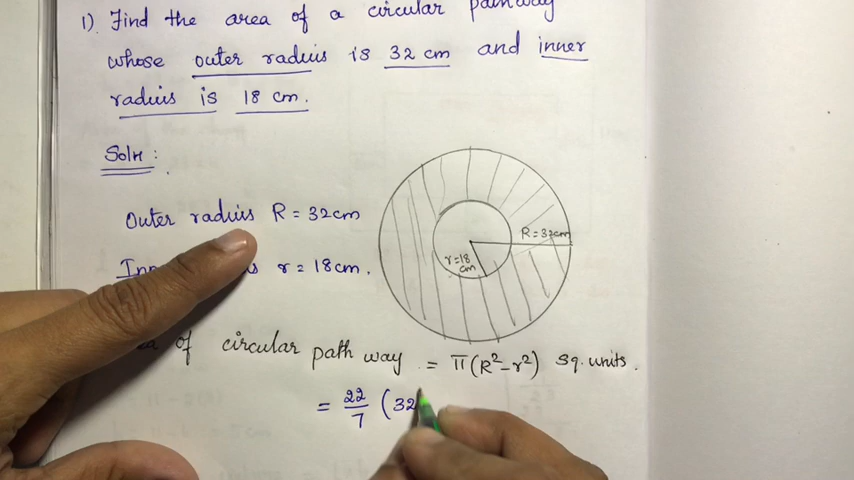 1) Find the area of a circular pathway
whose outer radius is 32 cm and inner
radius is 18 cm.
Soln :
Outer radius R = 32cm
r = 18cm.
R = 32cm
r = 18
cm
of circular path way = π(R²-r²) sq. units.
= 22/7 (32